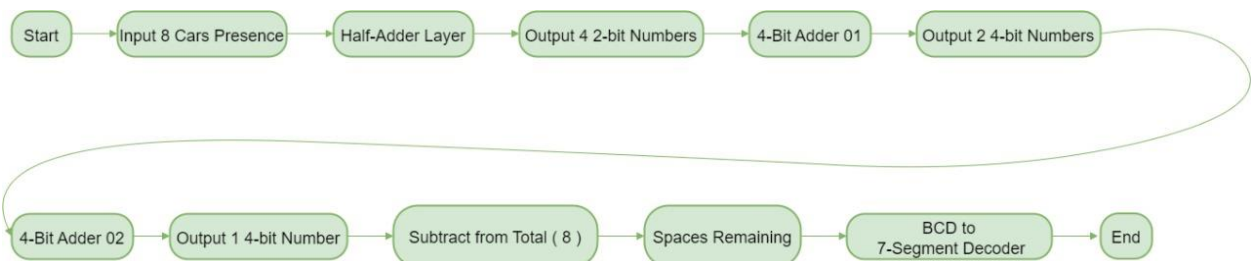 Start
Input 8 Cars Presence
Half-Adder Layer
Output 4 2-bit Numbers
4-Bit Adder 01
Output 2 4-bit Numbers
4-Bit Adder 02
Output 1 4-bit Number
Subtract from Total ( 8 )
Spaces Remaining
BCD to
7-Segment Decoder
End